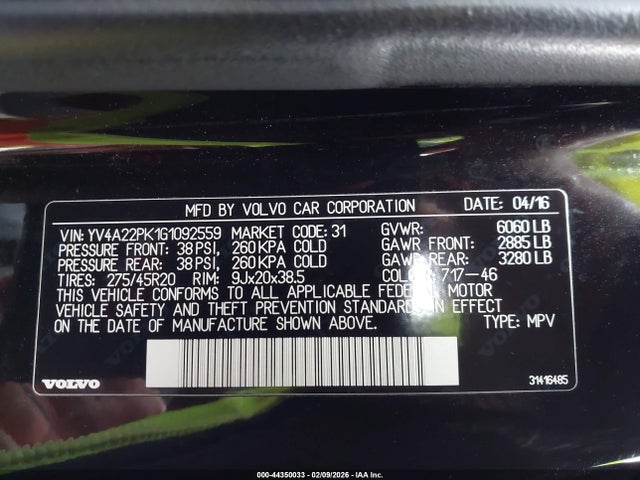 MFD BY VOLVO CAR CORPORATION DATE: 04/16
VIN: YV4A22PK1G1092559 MARKET CODE: 31 GVWR: 6060 LB
PRESSURE FRONT: 38 PSI, 260 KPA COLD GAWR FRONT: 2885 LB
PRESSURE REAR: 38 PSI, 260 KPA COLD GAWR REAR: 3280 LB
TIRES: 275/45R20 RIM: 9Jx20x38.5 717-46
THIS VEHICLE CONFORMS TO ALL APPLICABLE FEDERAL MOTOR
VEHICLE SAFETY AND THEFT PREVENTION STANDARDS IN EFFECT
ON THE DATE OF MANUFACTURE SHOWN ABOVE. TYPE: MPV
VOLVO 31416485
000-44350033 - 02/09/2026 - IAA Inc.